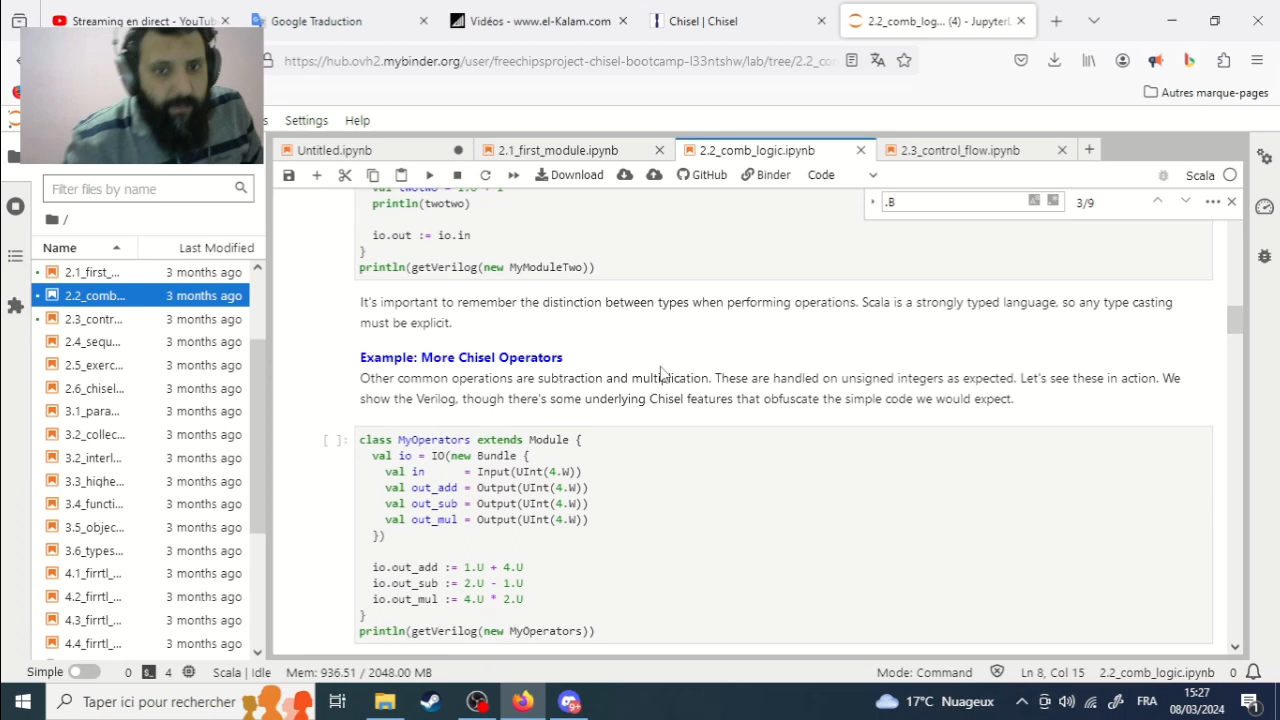 Streaming en direct - YouTub
Google Traduction
Vidéos - www.el-Kalam.com
Chisel | Chisel
2.2_comb_log... (4) - JupyterL
https://hub.ovh2.mybinder.org/user/freechipsproject-chisel-bootcamp-l33ntshw/lab/tree/2.2_co
Autres marque-pages
s Settings Help
Untitled.ipynb
2.1_first_module.ipynb
2.2_comb_logic.ipynb
2.3_control_flow.ipynb
Download
GitHub
Binder
Code
Scala
Filter files by name
.B
3/9
/
Name
Last Modified
2.1_first_... 3 months ago
2.2_comb... 3 months ago
2.3_contr... 3 months ago
2.4_sequ... 3 months ago
2.5_exerc... 3 months ago
2.6_chisel... 3 months ago
3.1_para... 3 months ago
3.2_collec... 3 months ago
3.2_interl... 3 months ago
3.3_highe... 3 months ago
3.4_functi... 3 months ago
3.5_objec... 3 months ago
3.6_types... 3 months ago
4.1_firrtl_... 3 months ago
4.2_firrtl_... 3 months ago
4.3_firrtl_... 3 months ago
4.4_firrtl_... 3 months ago
val twotwo = 1.U + 1
println(twotwo)
io.out := io.in
}
println(getVerilog(new MyModuleTwo))
It's important to remember the distinction between types when performing operations. Scala is a strongly typed language, so any type casting
must be explicit.
Example: More Chisel Operators
Other common operations are subtraction and multiplication. These are handled on unsigned integers as expected. Let's see these in action. We
show the Verilog, though there's some underlying Chisel features that obfuscate the simple code we would expect.
[ ]: class MyOperators extends Module {
val io = IO(new Bundle {
val in = Input(UInt(4.W))
val out_add = Output(UInt(4.W))
val out_sub = Output(UInt(4.W))
val out_mul = Output(UInt(4.W))
})
io.out_add := 1.U + 4.U
io.out_sub := 2.U - 1.U
io.out_mul := 4.U * 2.U
}
println(getVerilog(new MyOperators))
Simple 0 4 Scala | Idle Mem: 936.51 / 2048.00 MB Mode: Command Ln 8, Col 15 2.2_comb_logic.ipynb 0
Taper ici pour rechercher
17°C Nuageux
FRA
15:27
08/03/2024
1